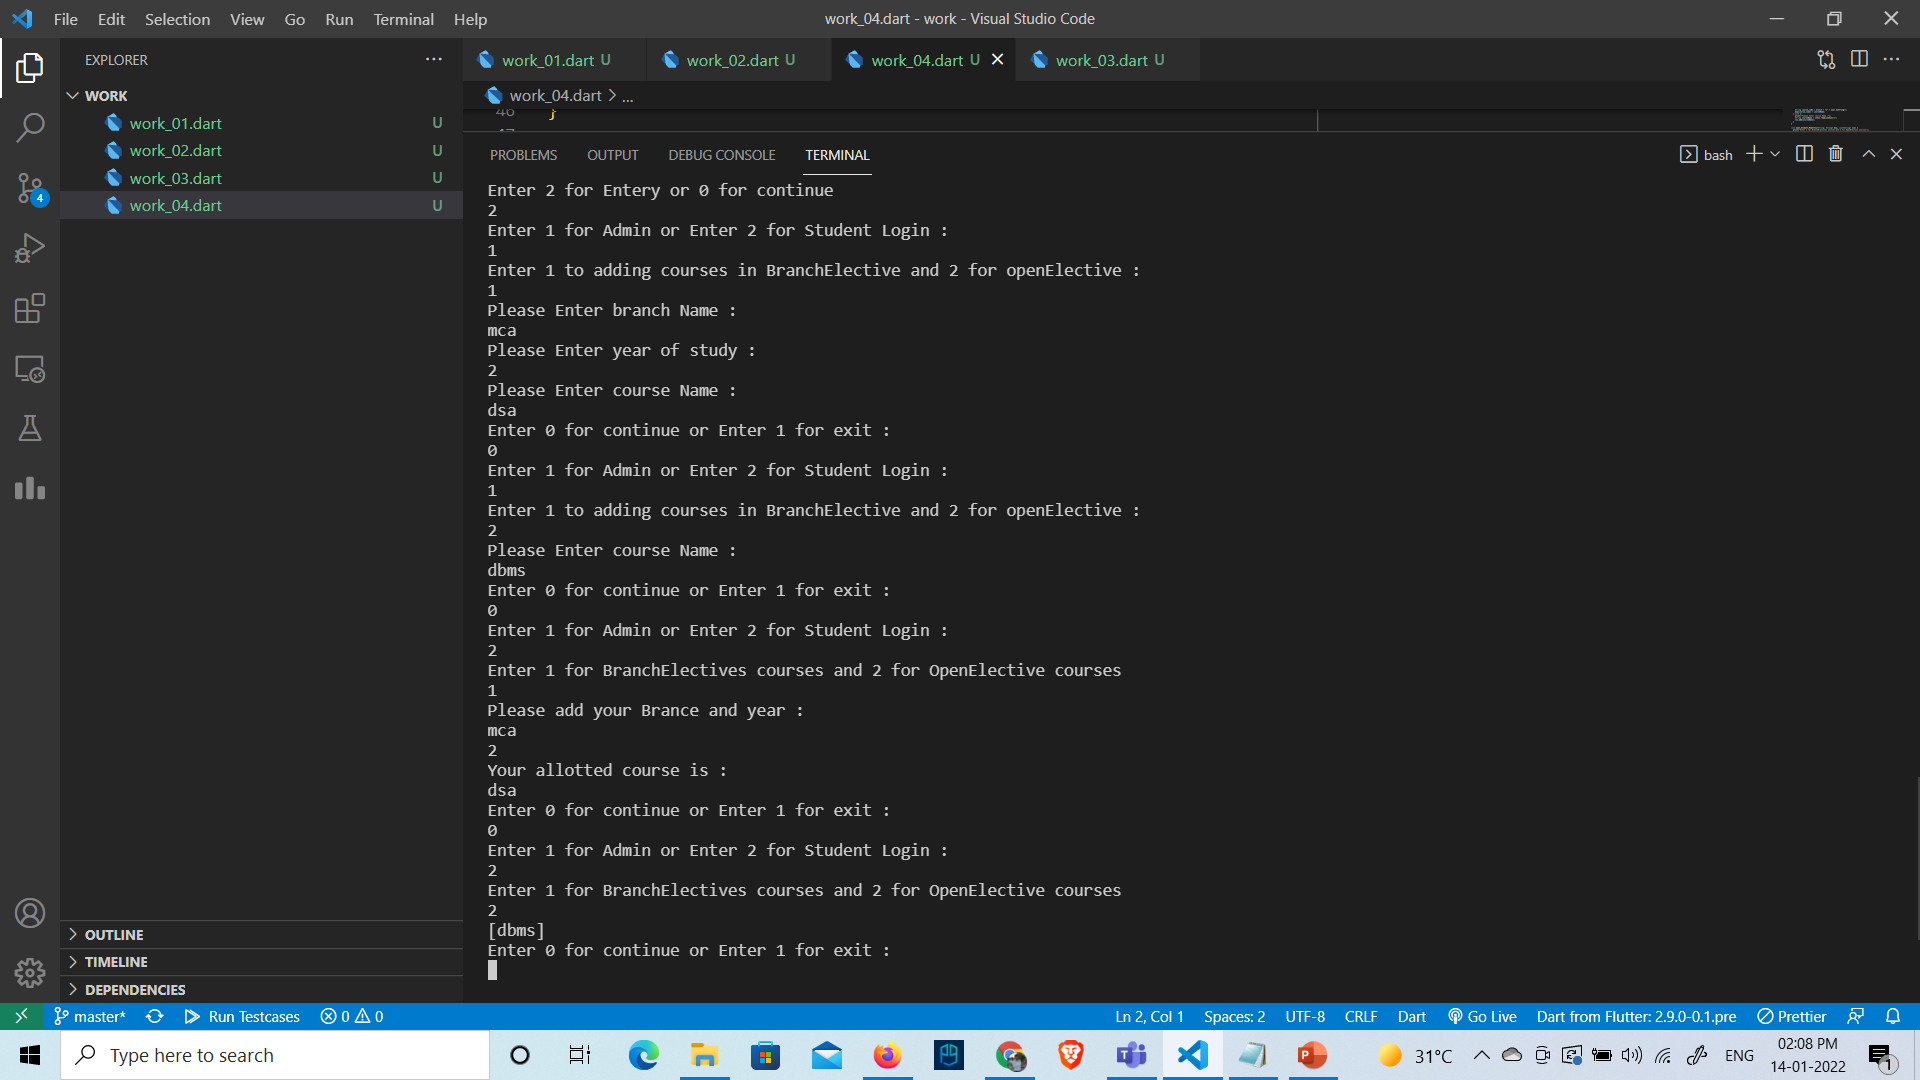 File Edit Selection View Go Run Terminal Help
work_04.dart - work - Visual Studio Code
EXPLORER
WORK
work_01.dart U
work_02.dart U
work_03.dart U
work_04.dart U
OUTLINE
TIMELINE
DEPENDENCIES
4
work_01.dart U
work_02.dart U
work_04.dart U
work_03.dart U
work_04.dart > ...
46 }
PROBLEMS OUTPUT DEBUG CONSOLE TERMINAL
bash
Enter 2 for Entery or 0 for continue
2
Enter 1 for Admin or Enter 2 for Student Login :
1
Enter 1 to adding courses in BranchElective and 2 for openElective :
1
Please Enter branch Name :
mca
Please Enter year of study :
2
Please Enter course Name :
dsa
Enter 0 for continue or Enter 1 for exit :
0
Enter 1 for Admin or Enter 2 for Student Login :
1
Enter 1 to adding courses in BranchElective and 2 for openElective :
2
Please Enter course Name :
dbms
Enter 0 for continue or Enter 1 for exit :
0
Enter 1 for Admin or Enter 2 for Student Login :
2
Enter 1 for BranchElectives courses and 2 for OpenElective courses
1
Please add your Brance and year :
mca
2
Your allotted course is :
dsa
Enter 0 for continue or Enter 1 for exit :
0
Enter 1 for Admin or Enter 2 for Student Login :
2
Enter 1 for BranchElectives courses and 2 for OpenElective courses
2
[dbms]
Enter 0 for continue or Enter 1 for exit :
master* Run Testcases 0 0
Ln 2, Col 1 Spaces: 2 UTF-8 CRLF Dart Go Live Dart from Flutter: 2.9.0-0.1.pre Prettier
Type here to search
31°C ENG
02:08 PM
14-01-2022
1